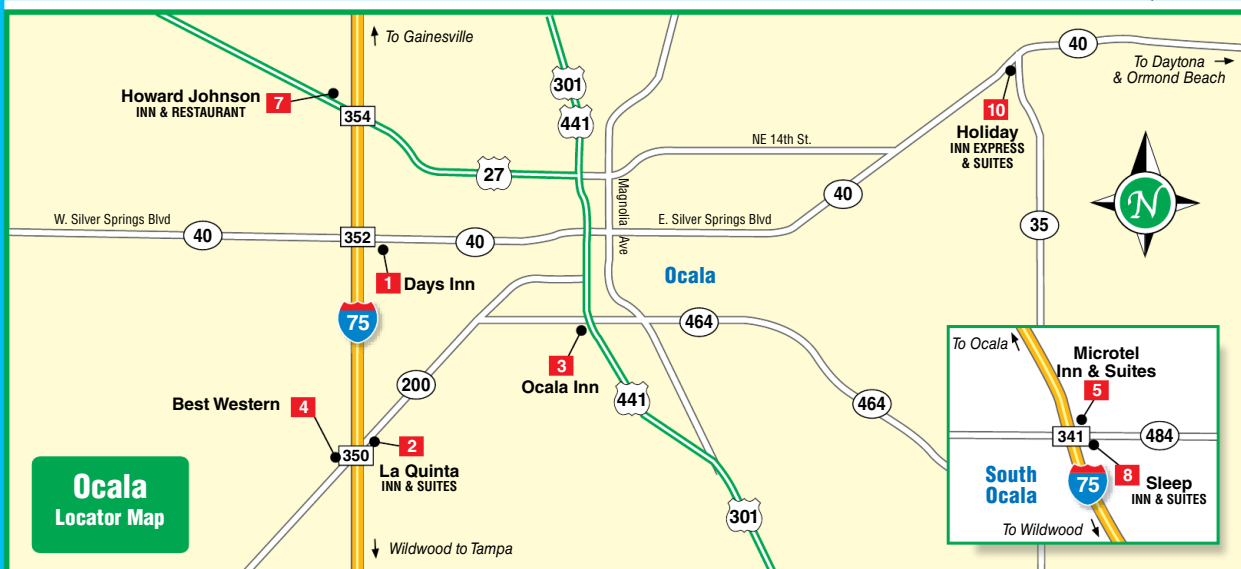 To Gainesville
40
To Daytona
& Ormond Beach
301
Howard Johnson
INN & RESTAURANT
7
354
441
10
Holiday
INN EXPRESS
& SUITES
NE 14th St.
27
Magnolia Ave
40
N
W. Silver Springs Blvd
E. Silver Springs Blvd
35
40
352
40
1
Days Inn
Ocala
75
464
3
Ocala Inn
200
441
464
Best Western
4
2
350
La Quinta
INN & SUITES
Ocala
Locator Map
301
Wildwood to Tampa
To Ocala
Microtel
Inn & Suites
5
341
484
South
Ocala
75
8
Sleep
INN & SUITES
To Wildwood